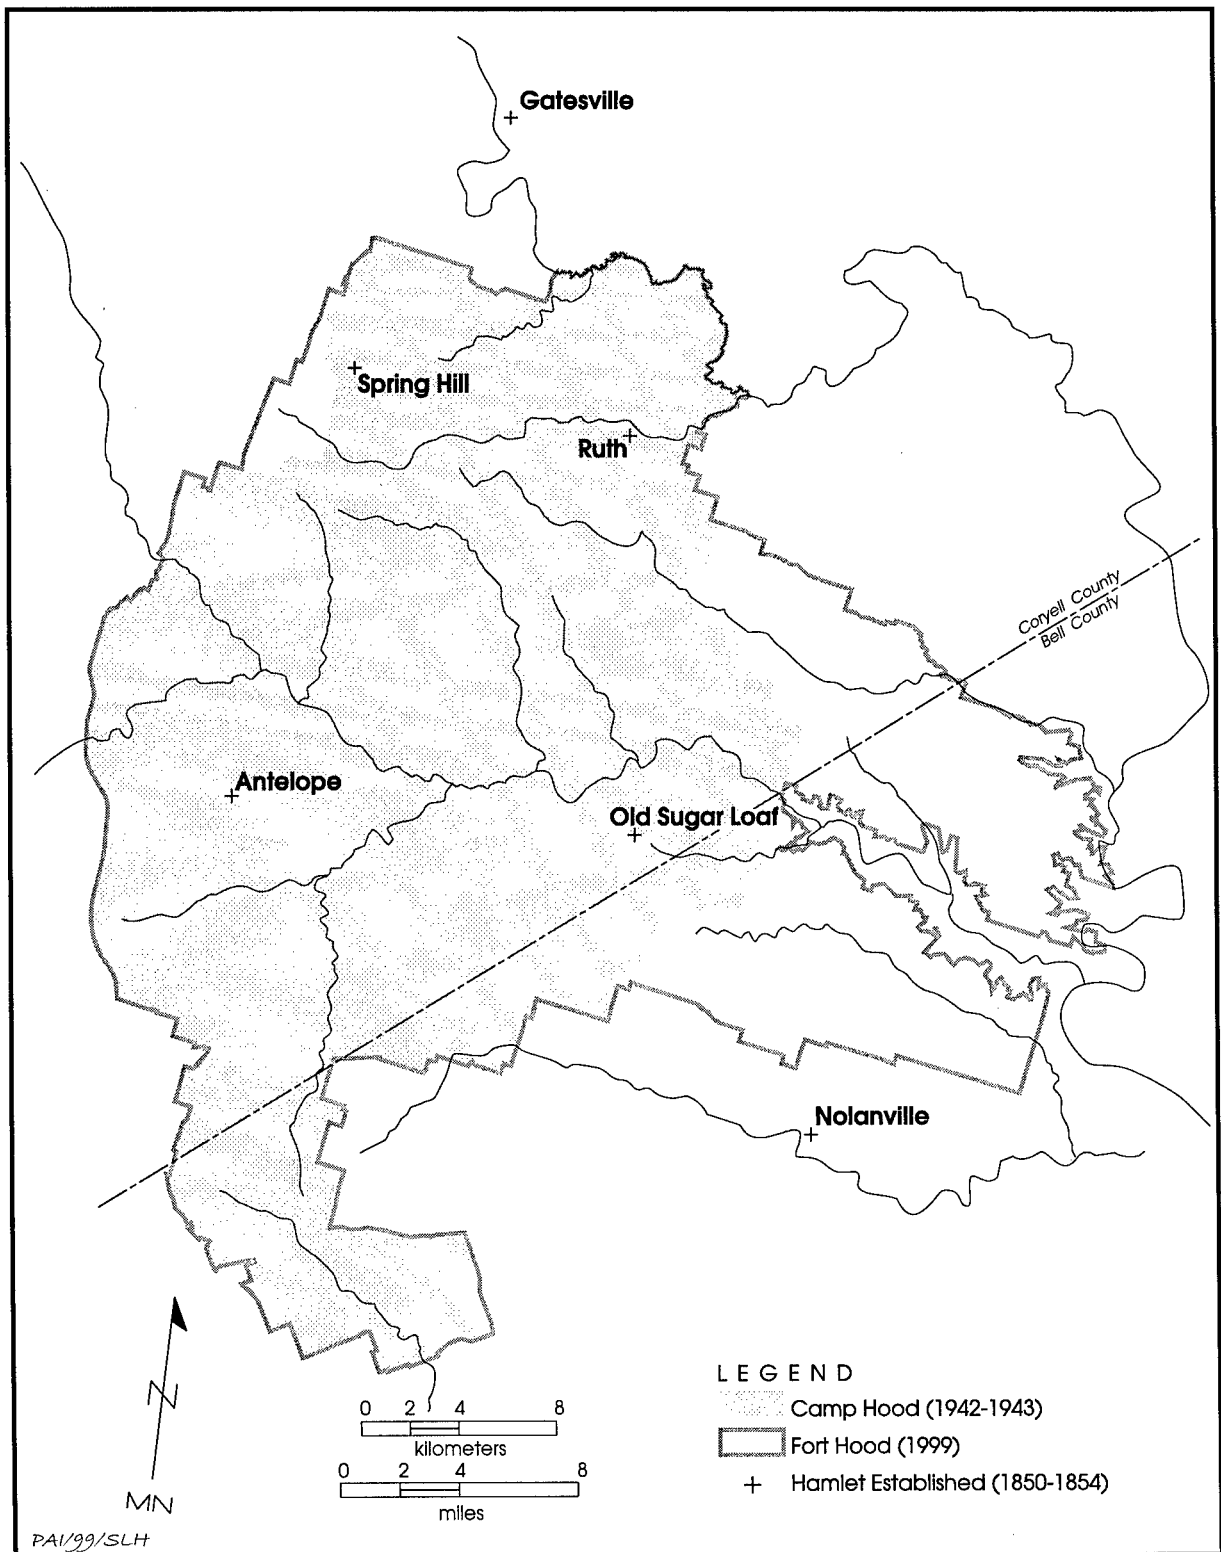 Gatesville
Spring Hill
Ruth
Coryell County
Bell County
Antelope
Old Sugar Loaf
Nolanville
N
MN
0 2 4 8
kilometers
0 2 4 8
miles
LEGEND
Camp Hood (1942-1943)
Fort Hood (1999)
Hamlet Established (1850-1854)
PAI/99/SLH